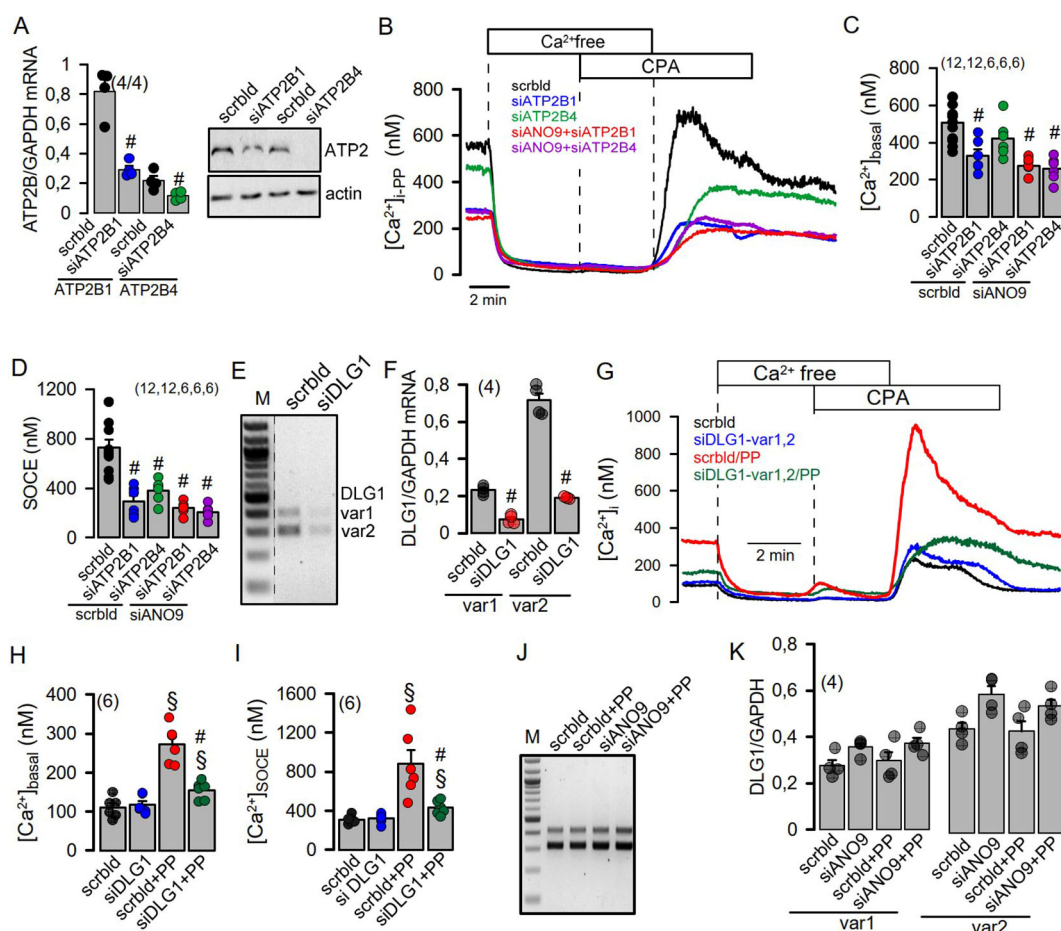 A
ATP2B/GAPDH mRNA
1
0,8
0,6
0,4
0,2
0
(4/4)
#
#
scrbld
siATP2B1
scrbld
siATP2B4
ATP2B1
ATP2B4
scrbld
siATP2B1
scrbld
siATP2B4
ATP2
actin
B
Ca²⁺free
CPA
scrbld
siATP2B1
siATP2B4
siANO9+siATP2B1
siANO9+siATP2B4
[Ca²⁺]i-PP (nM)
800
600
400
200
0
2 min
C
(12,12,6,6,6)
[Ca²⁺]basal (nM)
800
600
400
200
0
#
#
#
scrbld
siATP2B1
siATP2B4
siATP2B1
siATP2B4
scrbld
siANO9
D
(12,12,6,6,6)
SOCE (nM)
1200
800
400
0
#
#
#
#
scrbld
siATP2B1
siATP2B4
siATP2B1
siATP2B4
scrbld
siANO9
E
M
scrbld
siDLG1
DLG1
var1
var2
F
DLG1/GAPDH mRNA
0,8
0,6
0,4
0,2
0
(4)
#
#
scrbld
siDLG1
scrbld
siDLG1
var1
var2
G
Ca²⁺ free
CPA
scrbld
siDLG1-var1,2
scrbld/PP
siDLG1-var1,2/PP
[Ca²⁺]i (nM)
1000
800
600
400
200
0
2 min
H
(6)
[Ca²⁺]basal (nM)
400
300
200
100
0
§
#
§
scrbld
siDLG1
scrbld+PP
siDLG1+PP
I
(6)
[Ca²⁺]SOCE (nM)
1600
1200
800
400
0
§
#
§
scrbld
si DLG1
scrbld+PP
siDLG1+PP
J
M
scrbld
scrbld+PP
siANO9
siANO9+PP
K
(4)
DLG1/GAPDH
0,8
0,6
0,4
0,2
0
scrbld
siANO9
scrbld+PP
siANO9+PP
scrbld
siANO9
scrbld+PP
siANO9+PP
var1
var2